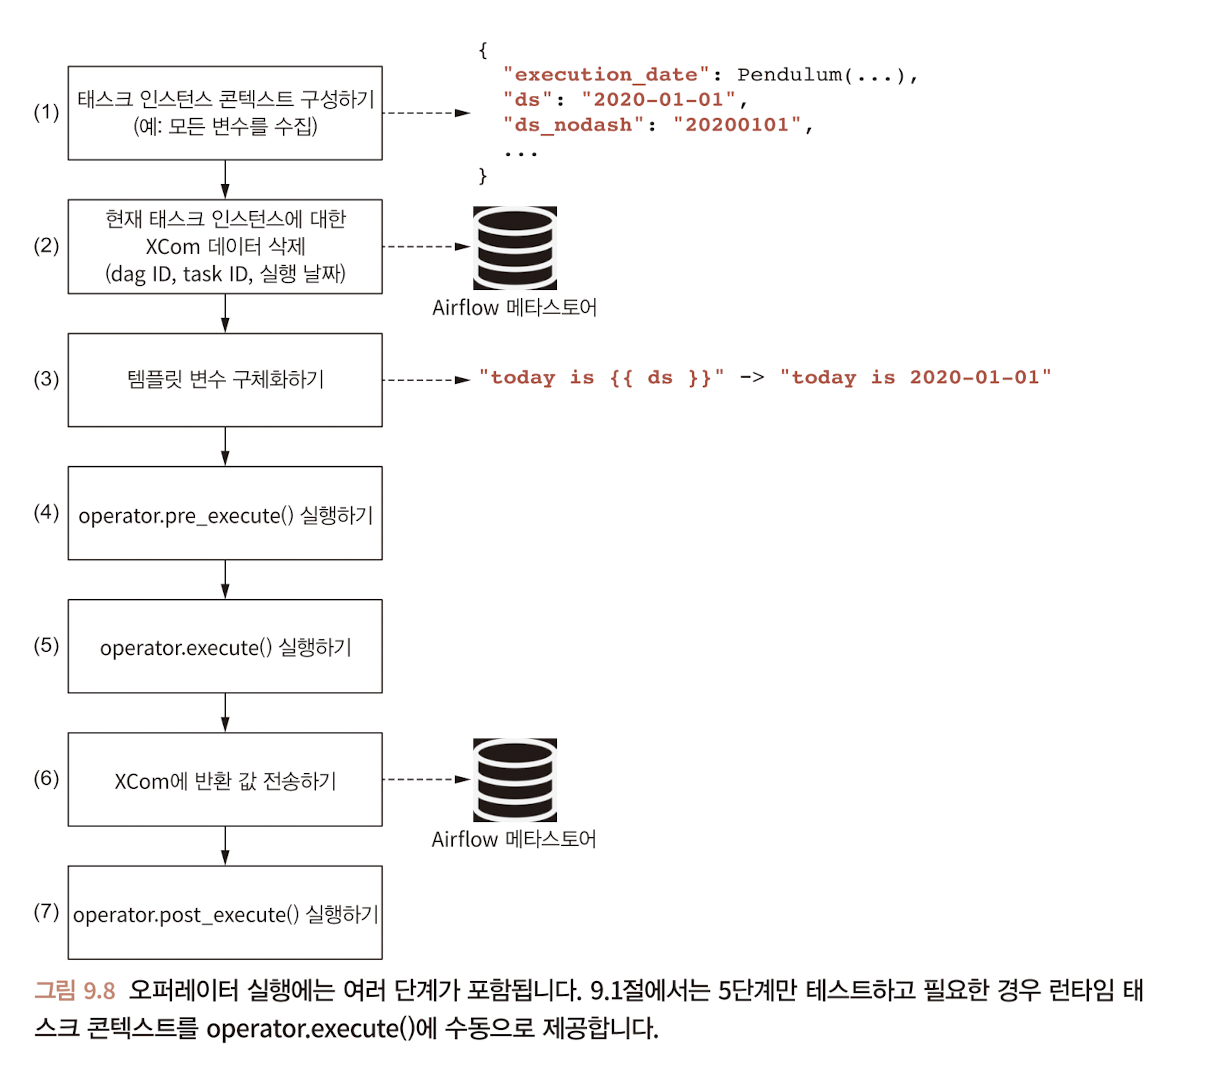 {
"execution_date": Pendulum(...),
"ds": "2020-01-01",
"ds_nodash": "20200101",
...
}
(1)
태스크 인스턴스 콘텍스트 구성하기
(예: 모든 변수를 수집)
(2)
현재 태스크 인스턴스에 대한
XCom 데이터 삭제
(dag ID, task ID, 실행 날짜)
Airflow 메타스토어
(3)
템플릿 변수 구체화하기
"today is {{ ds }}" -> "today is 2020-01-01"
(4)
operator.pre_execute() 실행하기
(5)
operator.execute() 실행하기
(6)
XCom에 반환 값 전송하기
Airflow 메타스토어
(7)
operator.post_execute() 실행하기
그림 9.8 오퍼레이터 실행에는 여러 단계가 포함됩니다. 9.1절에서는 5단계만 테스트하고 필요한 경우 런타임 태
스크 콘텍스트를 operator.execute()에 수동으로 제공합니다.